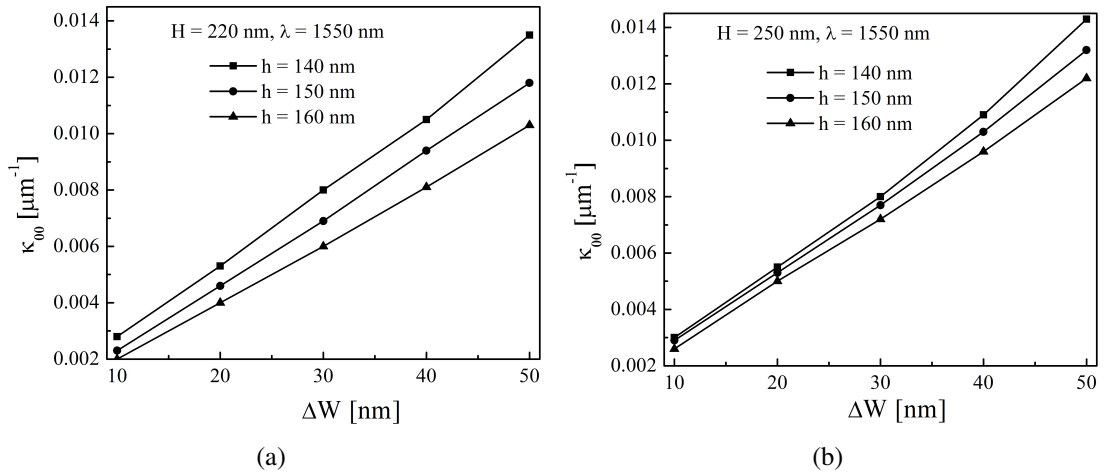 0.014
0.012
0.010
0.008
0.006
0.004
0.002
κ00 [μm-1]
H = 220 nm, λ = 1550 nm
h = 140 nm
h = 150 nm
h = 160 nm
10 20 30 40 50
ΔW [nm]
(a)
0.014
0.012
0.010
0.008
0.006
0.004
0.002
κ00 [μm-1]
H = 250 nm, λ = 1550 nm
h = 140 nm
h = 150 nm
h = 160 nm
10 20 30 40 50
ΔW [nm]
(b)